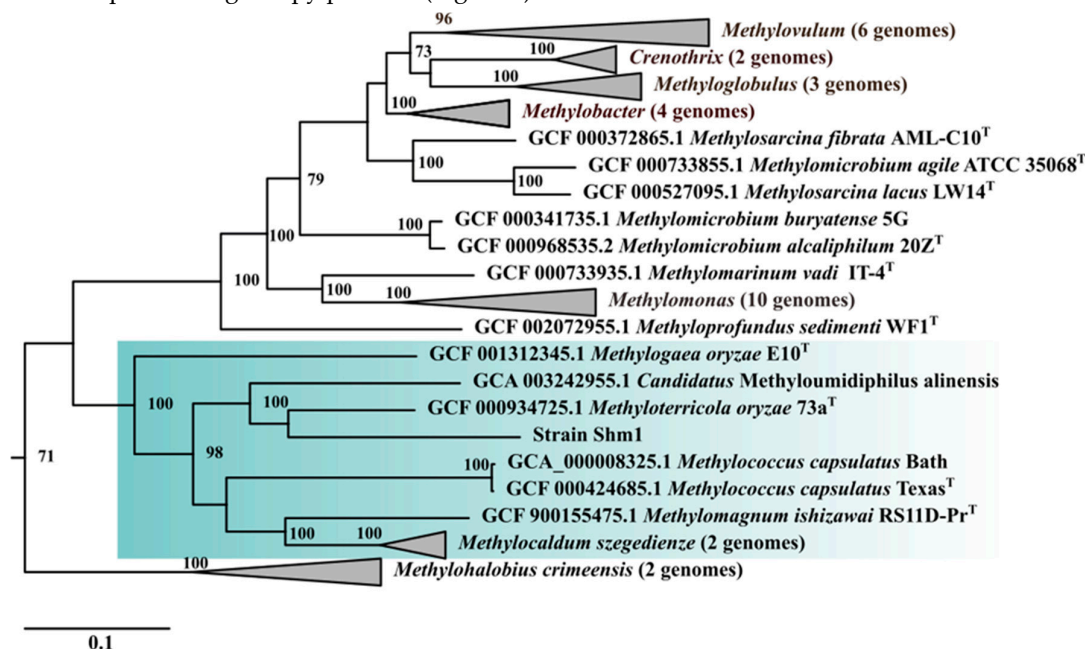 96
Methylovulum (6 genomes)
73
100
Crenothrix (2 genomes)
100
Methyloglobulus (3 genomes)
100
Methylobacter (4 genomes)
GCF 000372865.1 Methylosarcina fibrata AML-C10T
100
GCF 000733855.1 Methylomicrobium agile ATCC 35068T
100
GCF 000527095.1 Methylosarcina lacus LW14T
79
100
GCF 000341735.1 Methylomicrobium buryatense 5G
100
GCF 000968535.2 Methylomicrobium alcaliphilum 20ZT
GCF 000733935.1 Methylomarinum vadi IT-4T
100
100
100
Methylomonas (10 genomes)
GCF 002072955.1 Methyloprofundus sedimenti WF1T
GCF 001312345.1 Methylogaea oryzae E10T
GCA 003242955.1 Candidatus Methyloumidiphilus alinensis
100
100
GCF 000934725.1 Methyloterricola oryzae 73aT
Strain Shm1
71
98
100
GCA_000008325.1 Methylococcus capsulatus Bath
GCF 000424685.1 Methylococcus capsulatus TexasT
GCF 900155475.1 Methylomagnum ishizawai RS11D-PrT
100
100
Methylocaldum szegedienze (2 genomes)
100
Methylohalobius crimeensis (2 genomes)
0.1